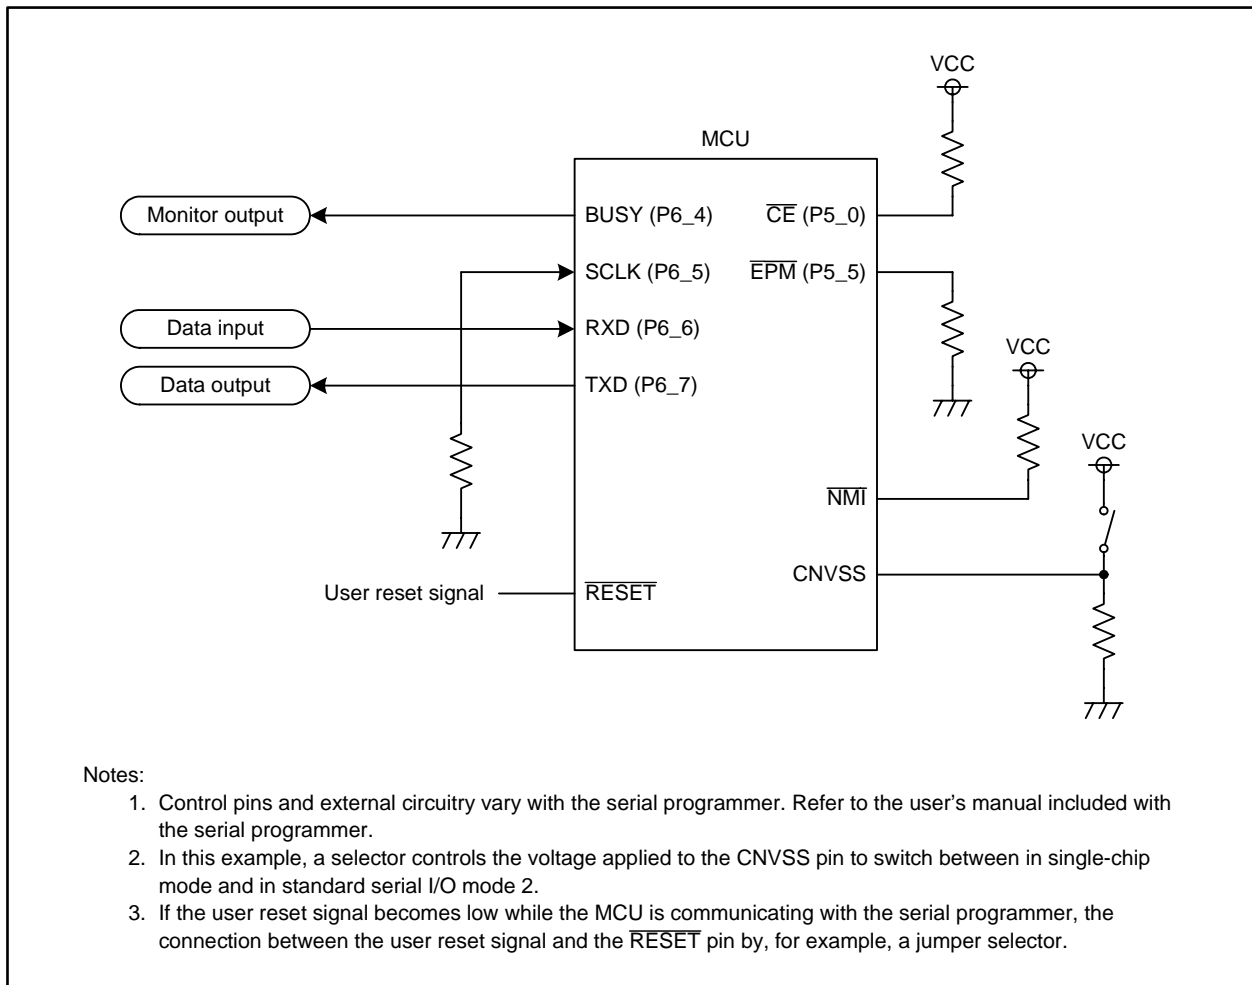 VCC
MCU
Monitor output
BUSY (P6_4)
CE (P5_0)
SCLK (P6_5)
EPM (P5_5)
Data input
RXD (P6_6)
VCC
Data output
TXD (P6_7)
VCC
NMI
CNVSS
User reset signal
RESET
Notes:
1. Control pins and external circuitry vary with the serial programmer. Refer to the user's manual included with
the serial programmer.
2. In this example, a selector controls the voltage applied to the CNVSS pin to switch between in single-chip
mode and in standard serial I/O mode 2.
3. If the user reset signal becomes low while the MCU is communicating with the serial programmer, the
connection between the user reset signal and the RESET pin by, for example, a jumper selector.